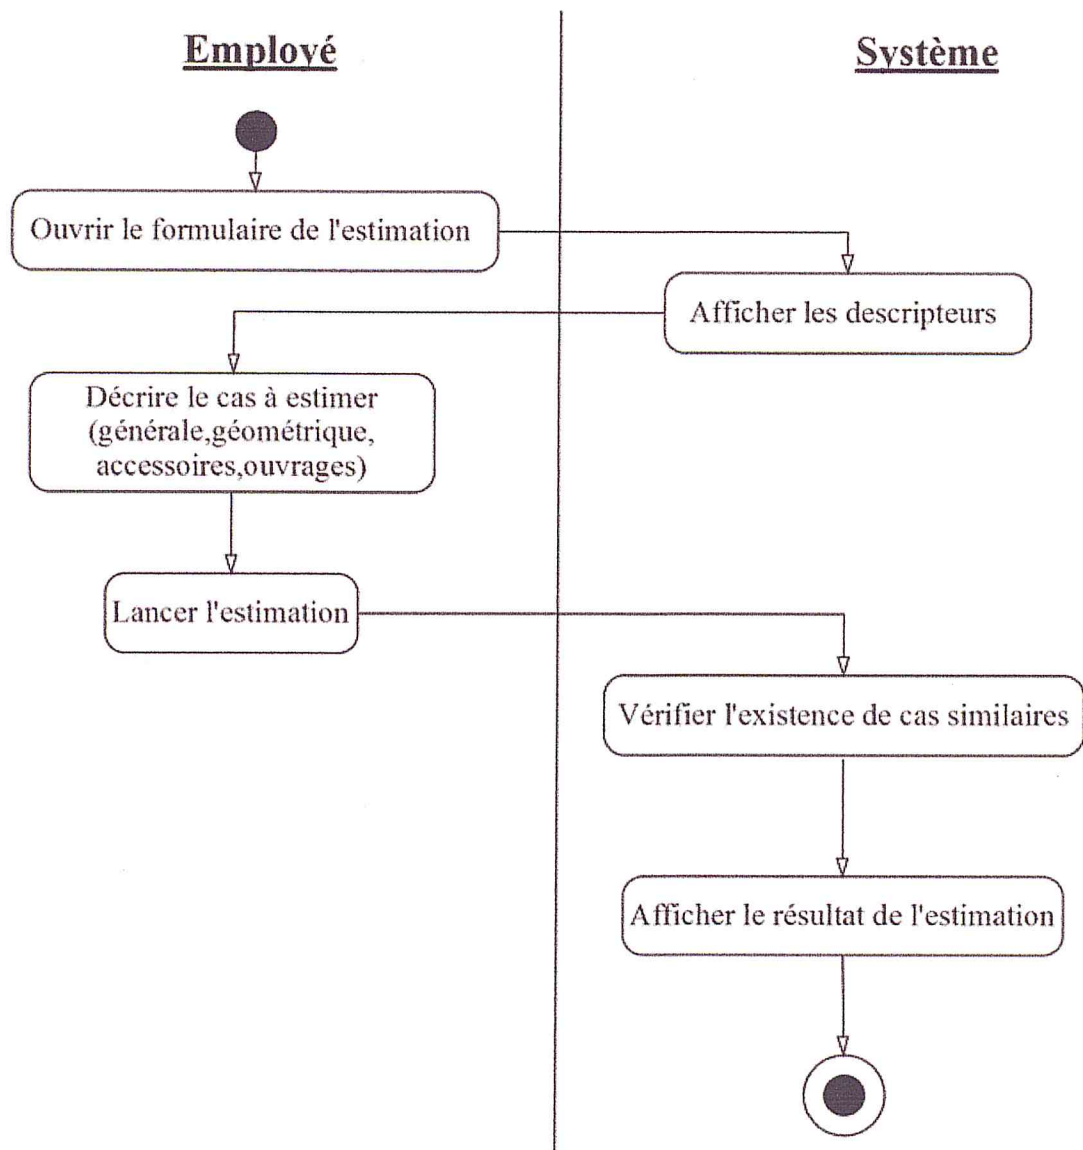 Employé
Système
Ouvrir le formulaire de l'estimation
Afficher les descripteurs
Décrire le cas à estimer
(générale,géométrique,
accessoires,ouvrages)
Lancer l'estimation
Vérifier l'existence de cas similaires
Afficher le résultat de l'estimation